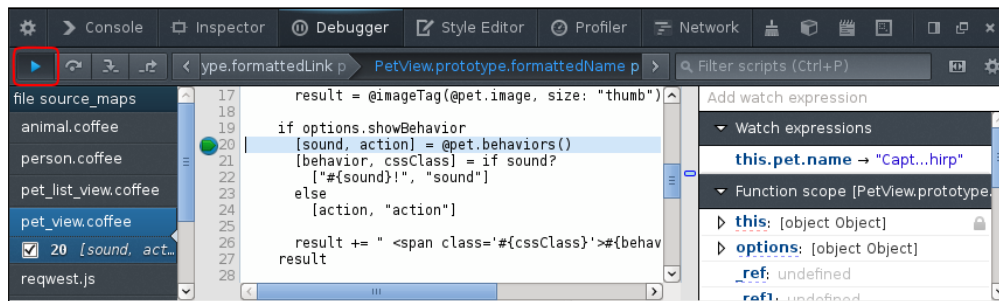 Console Inspector Debugger Style Editor Profiler Network
ype.formattedLink p PetView.prototype.formattedName p Filter scripts (Ctrl+P)
file source_maps
animal.coffee
person.coffee
pet_list_view.coffee
pet_view.coffee
20 [sound, act…
reqwest.js
17 result = @imageTag(@pet.image, size: "thumb")
18
19 if options.showBehavior
20 [sound, action] = @pet.behaviors()
21 [behavior, cssClass] = if sound?
22 ["#{sound}!", "sound"]
23 else
24 [action, "action"]
25
26 result += " <span class='#{cssClass}'>#{behav
27 result
28
Add watch expression
Watch expressions
this.pet.name → "Capt…hirp"
Function scope [PetView.prototype.
this: [object Object]
options: [object Object]
_ref: undefined
_ref1: undefined